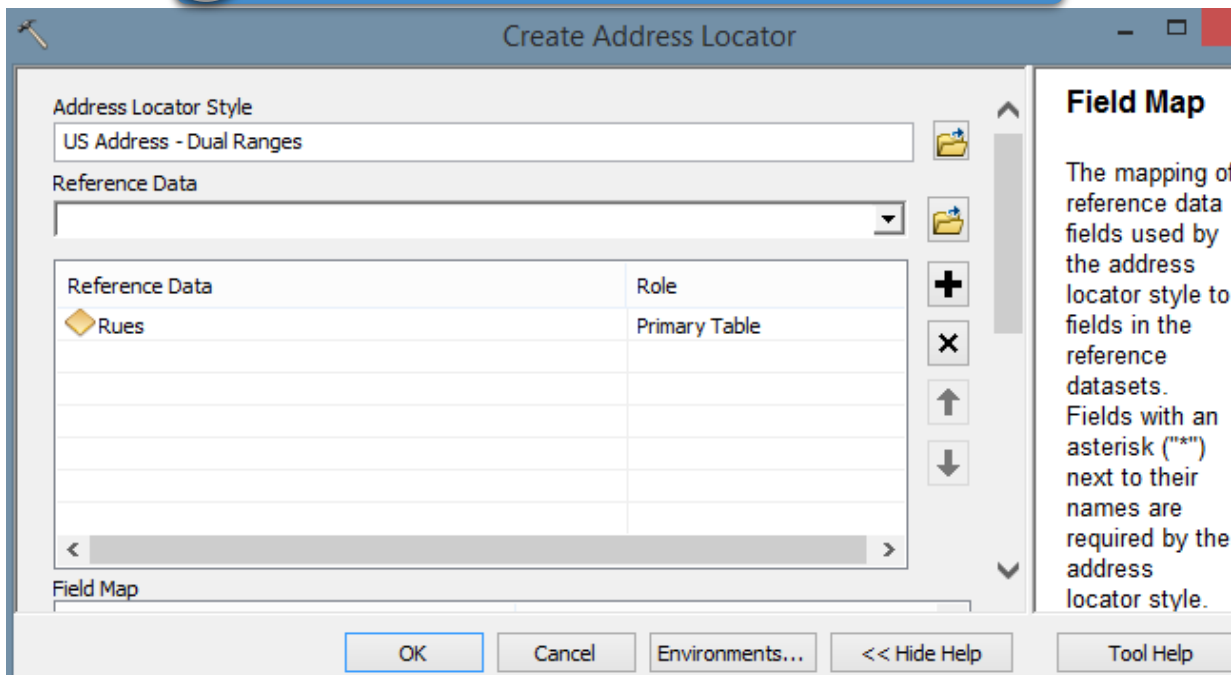 Create Address Locator
Address Locator Style
US Address - Dual Ranges
Reference Data
Reference Data Role
Rues Primary Table
Field Map
OK Cancel Environments... << Hide Help Tool Help
Field Map
The mapping of
reference data
fields used by
the address
locator style to
fields in the
reference
datasets.
Fields with an
asterisk ("*")
next to their
names are
required by the
address
locator style.